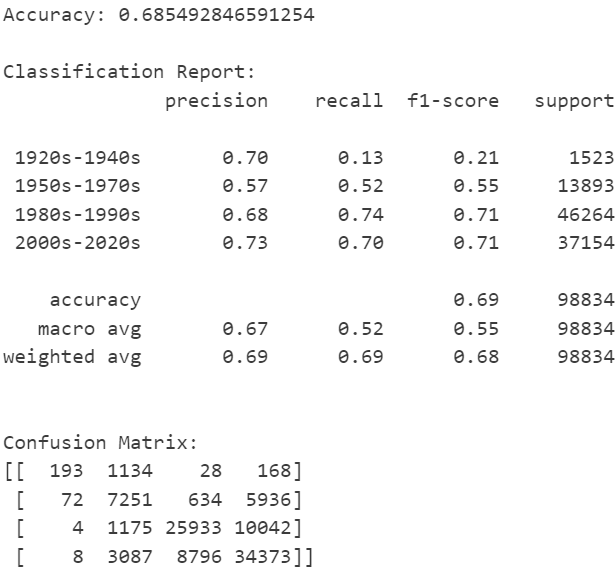 Accuracy: 0.685492846591254
Classification Report:
precision recall f1-score support
1920s-1940s 0.70 0.13 0.21 1523
1950s-1970s 0.57 0.52 0.55 13893
1980s-1990s 0.68 0.74 0.71 46264
2000s-2020s 0.73 0.70 0.71 37154
accuracy 0.69 98834
macro avg 0.67 0.52 0.55 98834
weighted avg 0.69 0.69 0.68 98834
Confusion Matrix:
[[ 193 1134 28 168]
[ 72 7251 634 5936]
[ 4 1175 25933 10042]
[ 8 3087 8796 34373]]